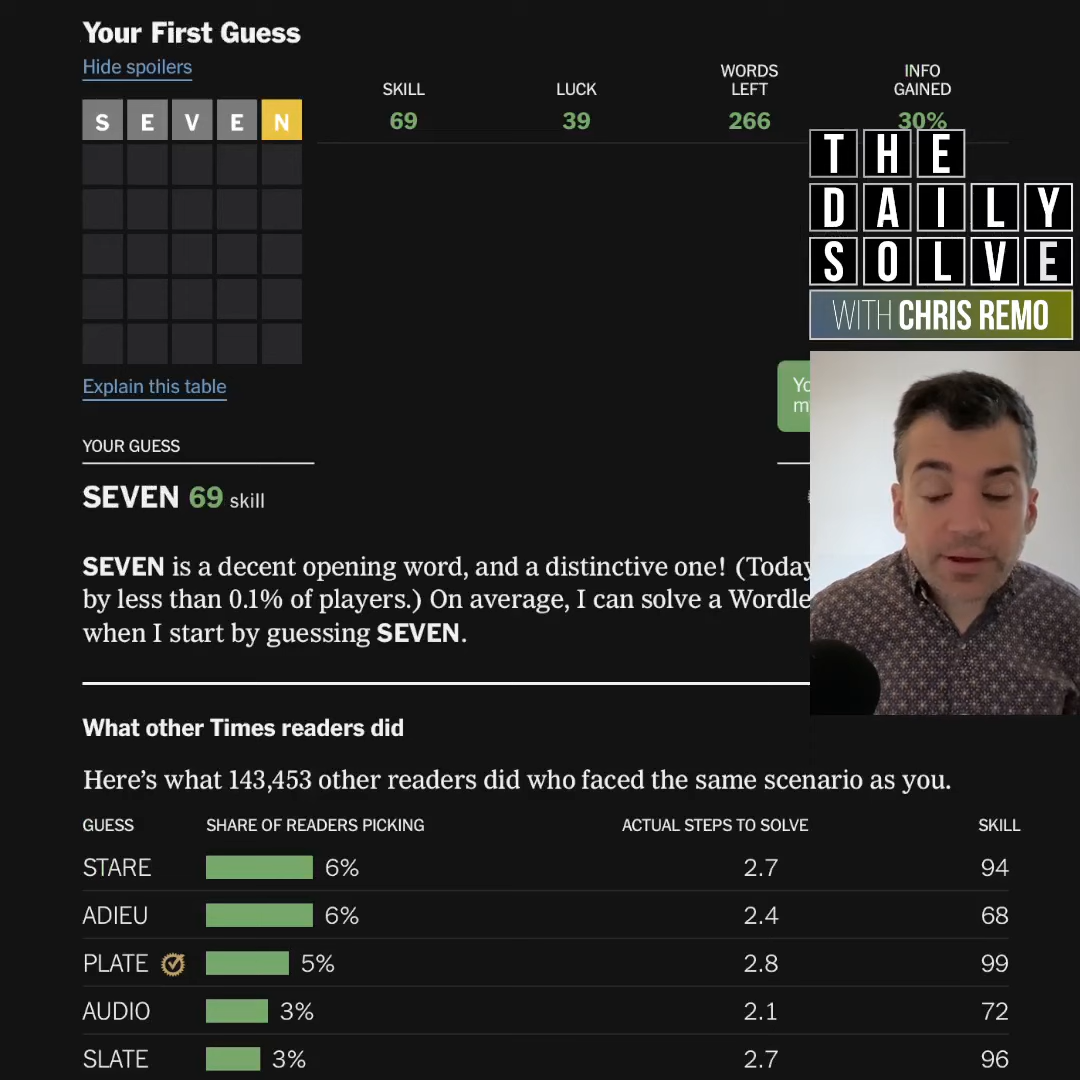 Your First Guess
Hide spoilers
SKILL
LUCK
WORDS
LEFT
INFO
GAINED
SEVEN
69
39
266
30%
THE
DAILY
SOLVE
WITH CHRIS REMO
Explain this table
YOUR GUESS
SEVEN 69 skill
SEVEN is a decent opening word, and a distinctive one! (Today
by less than 0.1% of players.) On average, I can solve a Wordle
when I start by guessing SEVEN.
What other Times readers did
Here's what 143,453 other readers did who faced the same scenario as you.
GUESS SHARE OF READERS PICKING ACTUAL STEPS TO SOLVE SKILL
STARE 6% 2.7 94
ADIEU 6% 2.4 68
PLATE 5% 2.8 99
AUDIO 3% 2.1 72
SLATE 3% 2.7 96